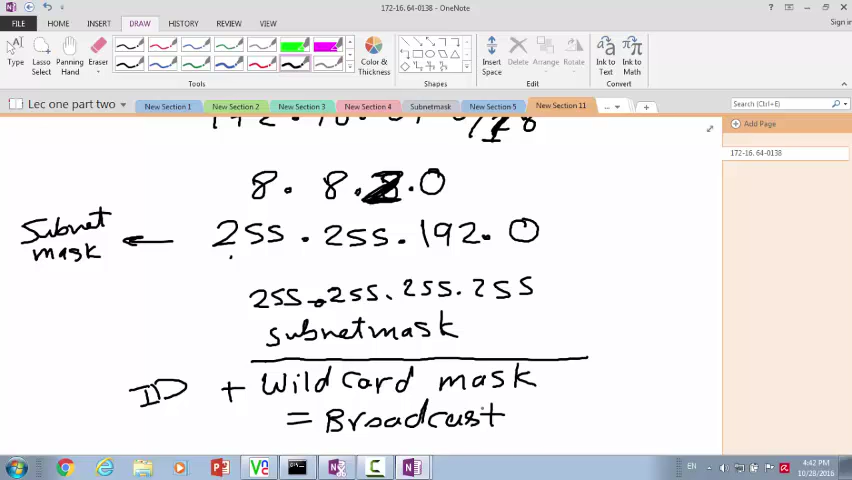 172-16. 64-0138 - OneNote
FILE HOME INSERT DRAW HISTORY REVIEW VIEW
Sign in
Type Lasso Select Panning Hand Eraser
Color & Thickness
Insert Space Delete Arrange Rotate
Ink to Text Ink to Math
Tools Shapes Edit Convert
Lec one part two New Section 1 New Section 2 New Section 3 New Section 4 Subnetmask New Section 5 New Section 11 ... + Search (Ctrl+E)
Add Page
172-16. 64-0138
8. 8. .0
Subnet mask ← 255.255.192.0
255.255.255.255
subnetmask
ID + Wild Card mask
= Broadcast
EN 4:42 PM
10/28/2016